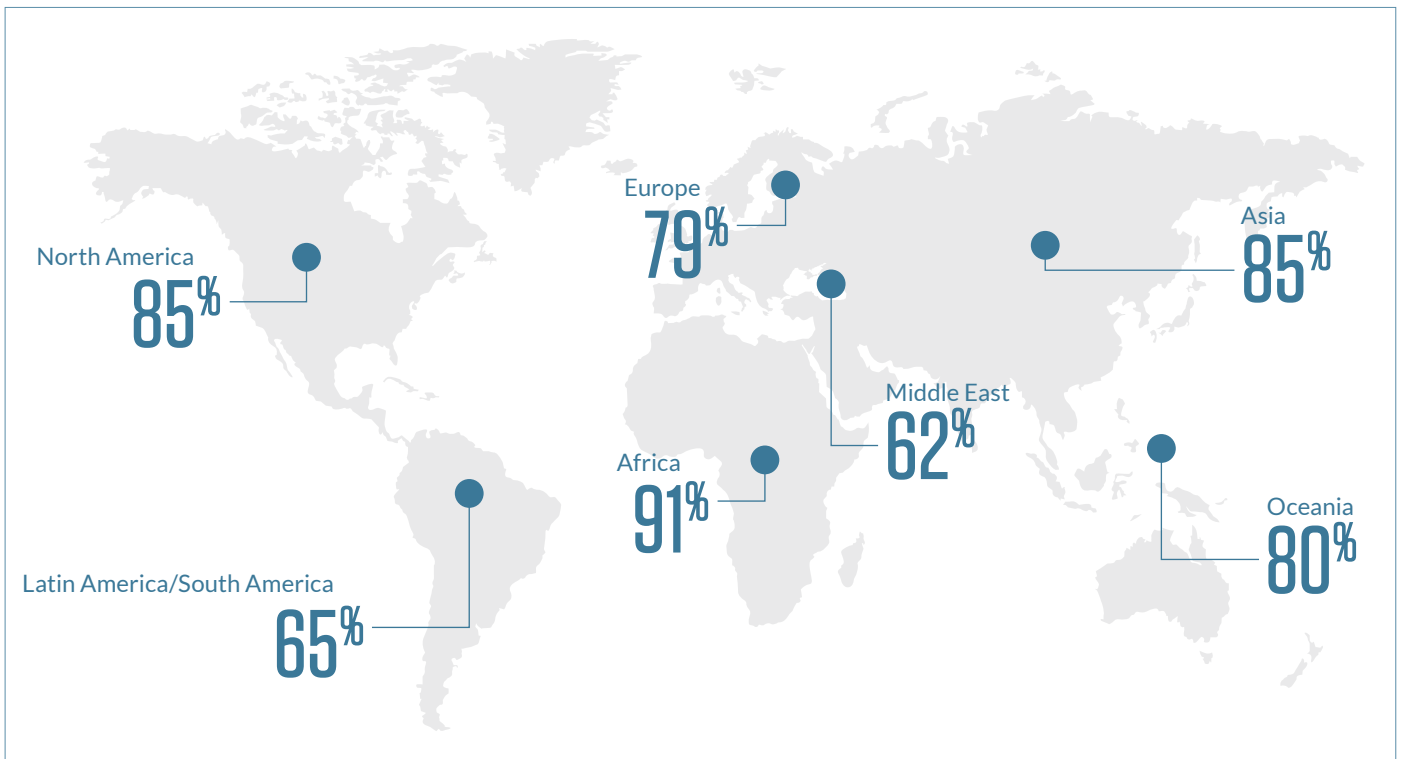 Europe
79%
Asia
85%
North America
85%
Middle East
62%
Africa
91%
Oceania
80%
Latin America/South America
65%